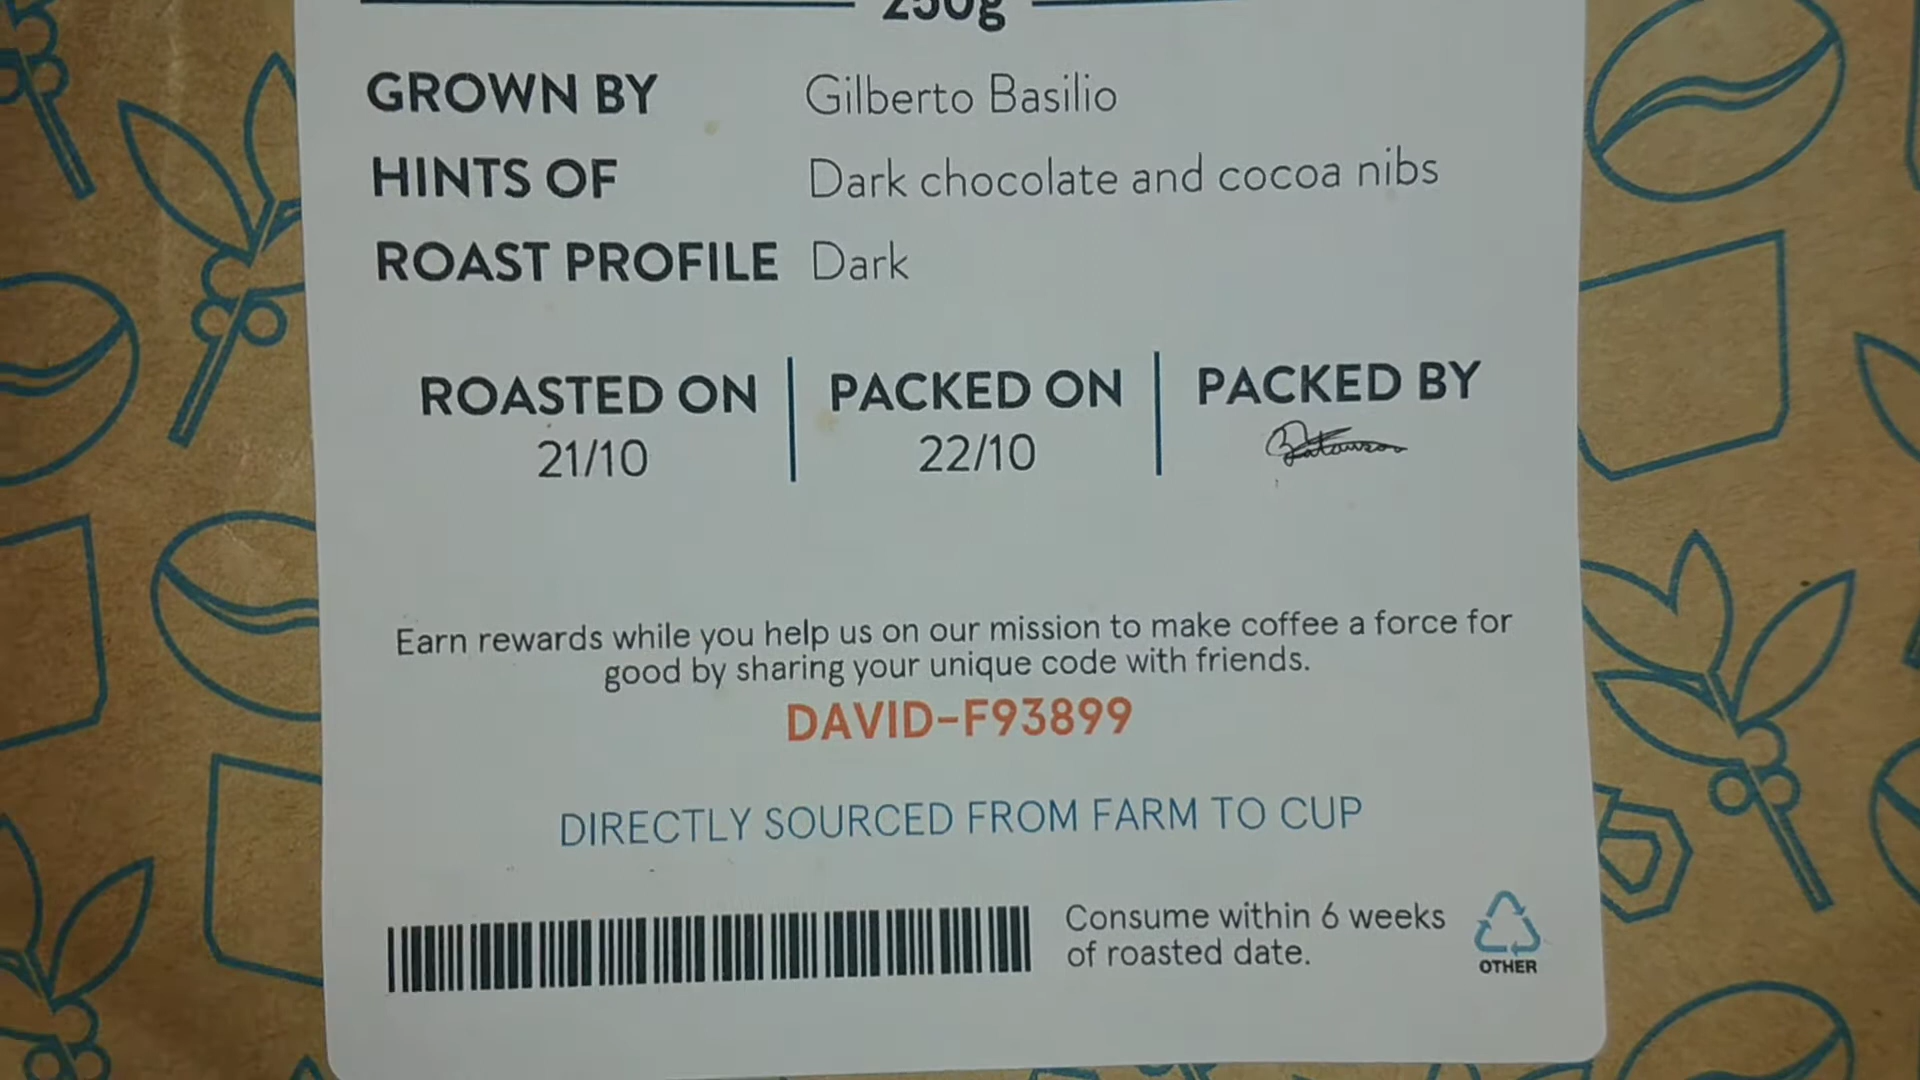 250g
GROWN BY Gilberto Basilio
HINTS OF Dark chocolate and cocoa nibs
ROAST PROFILE Dark
ROASTED ON PACKED ON PACKED BY
21/10 22/10
Earn rewards while you help us on our mission to make coffee a force for
good by sharing your unique code with friends.
DAVID-F93899
DIRECTLY SOURCED FROM FARM TO CUP
Consume within 6 weeks
of roasted date.
OTHER